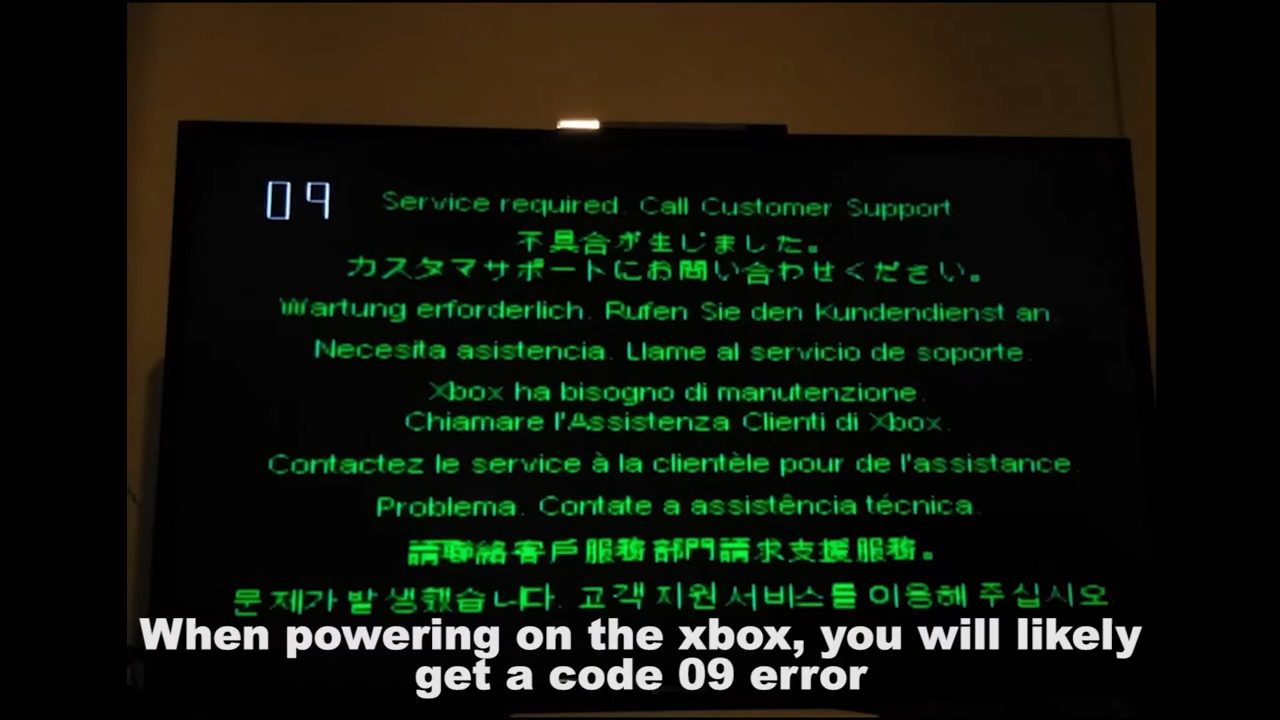 09 Service required. Call Customer Support.
不具合が生じました。
カスタマサポートにお問い合わせください。
Wartung erforderlich. Rufen Sie den Kundendienst an.
Necesita asistencia. Llame al servicio de soporte.
Xbox ha bisogno di manutenzione.
Chiamare l'Assistenza Clienti di Xbox.
Contactez le service à la clientèle pour de l'assistance.
Problema. Contate a assistência técnica.
請聯絡客戶服務部門請求支援服務。
문제가 발생했습니다. 고객지원서비스를 이용해 주십시오
When powering on the xbox, you will likely
get a code 09 error